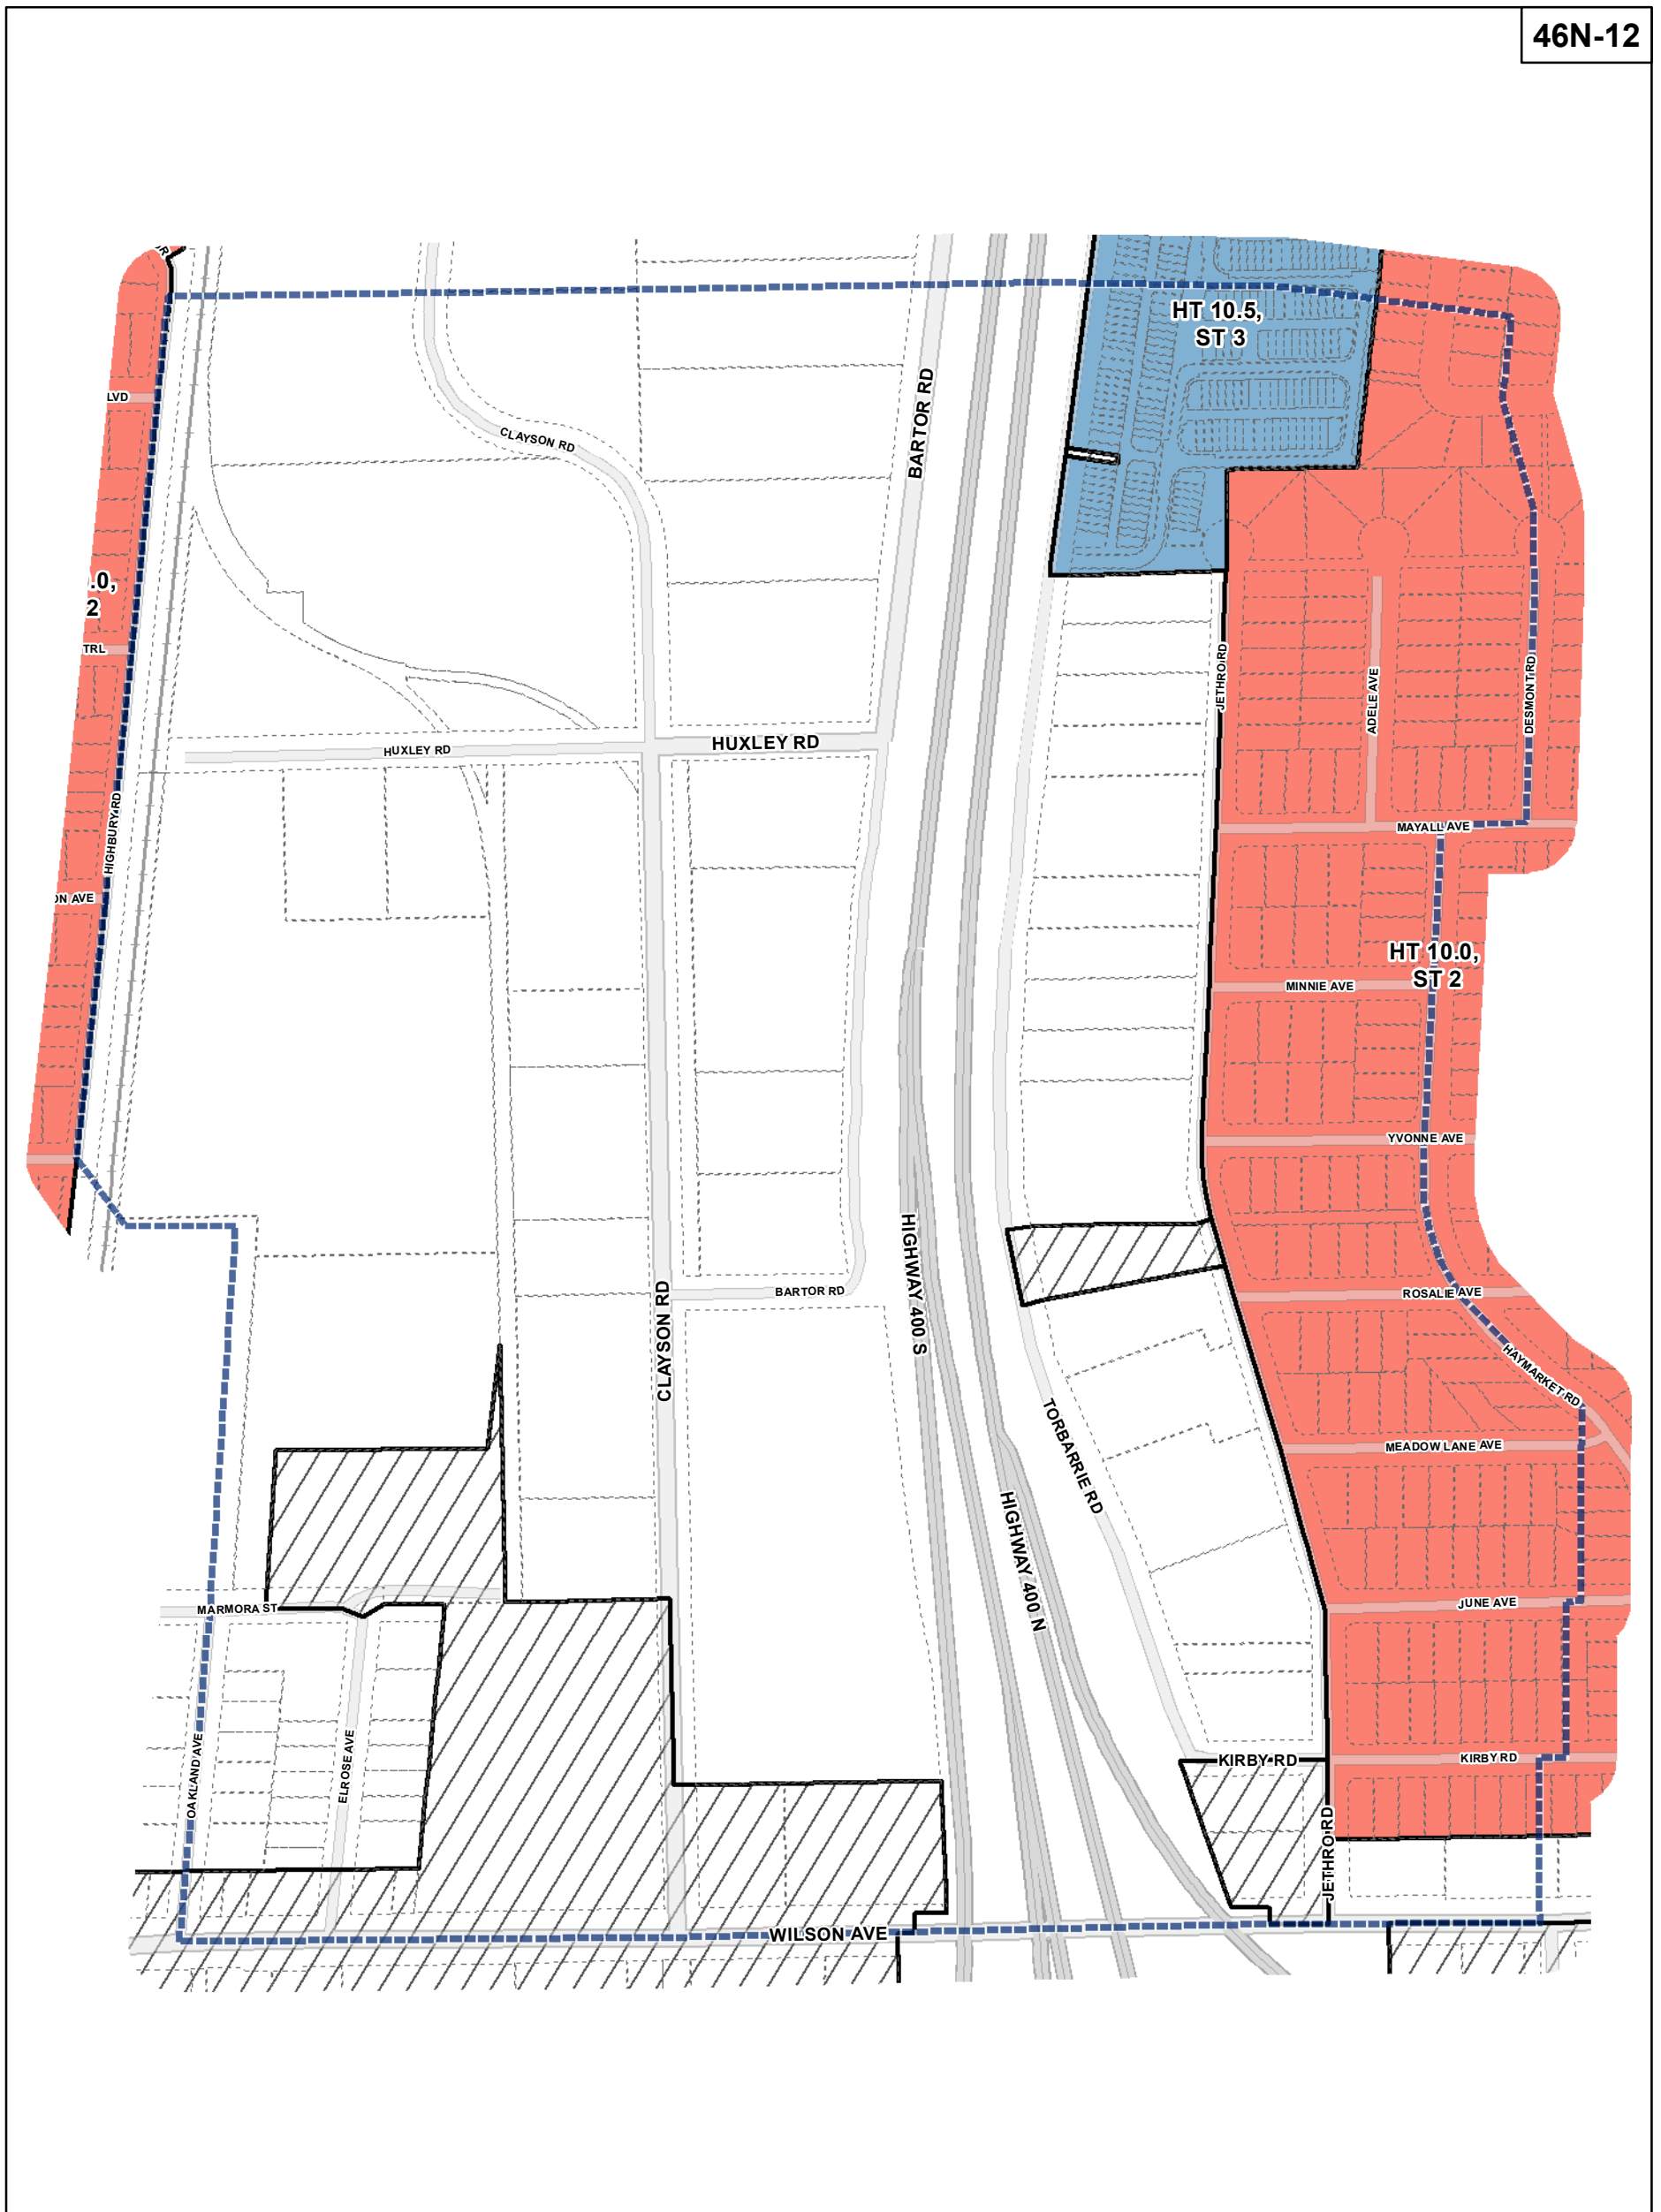 46N-12
R
HT 10.5,
ST 3
LVD
BARTOR RD
CLAYSON RD
.0,
2
TRL
JETHRO RD
ADELE AVE
DESMONT RD
HUXLEY RD
HUXLEY RD
HIGHBURY RD
MAYALL AVE
ON AVE
HT 10.0,
ST 2
MINNIE AVE
YVONNE AVE
HIGHWAY 400 S
BARTOR RD
ROSALIE AVE
CLAYSON RD
HAYMARKET RD
TORBARRIE RD
MEADOW LANE AVE
HIGHWAY 400 N
MARMORA ST
JUNE AVE
OAKLAND AVE
ELROSE AVE
KIRBY RD
KIRBY RD
JETHRO RD
WILSON AVE